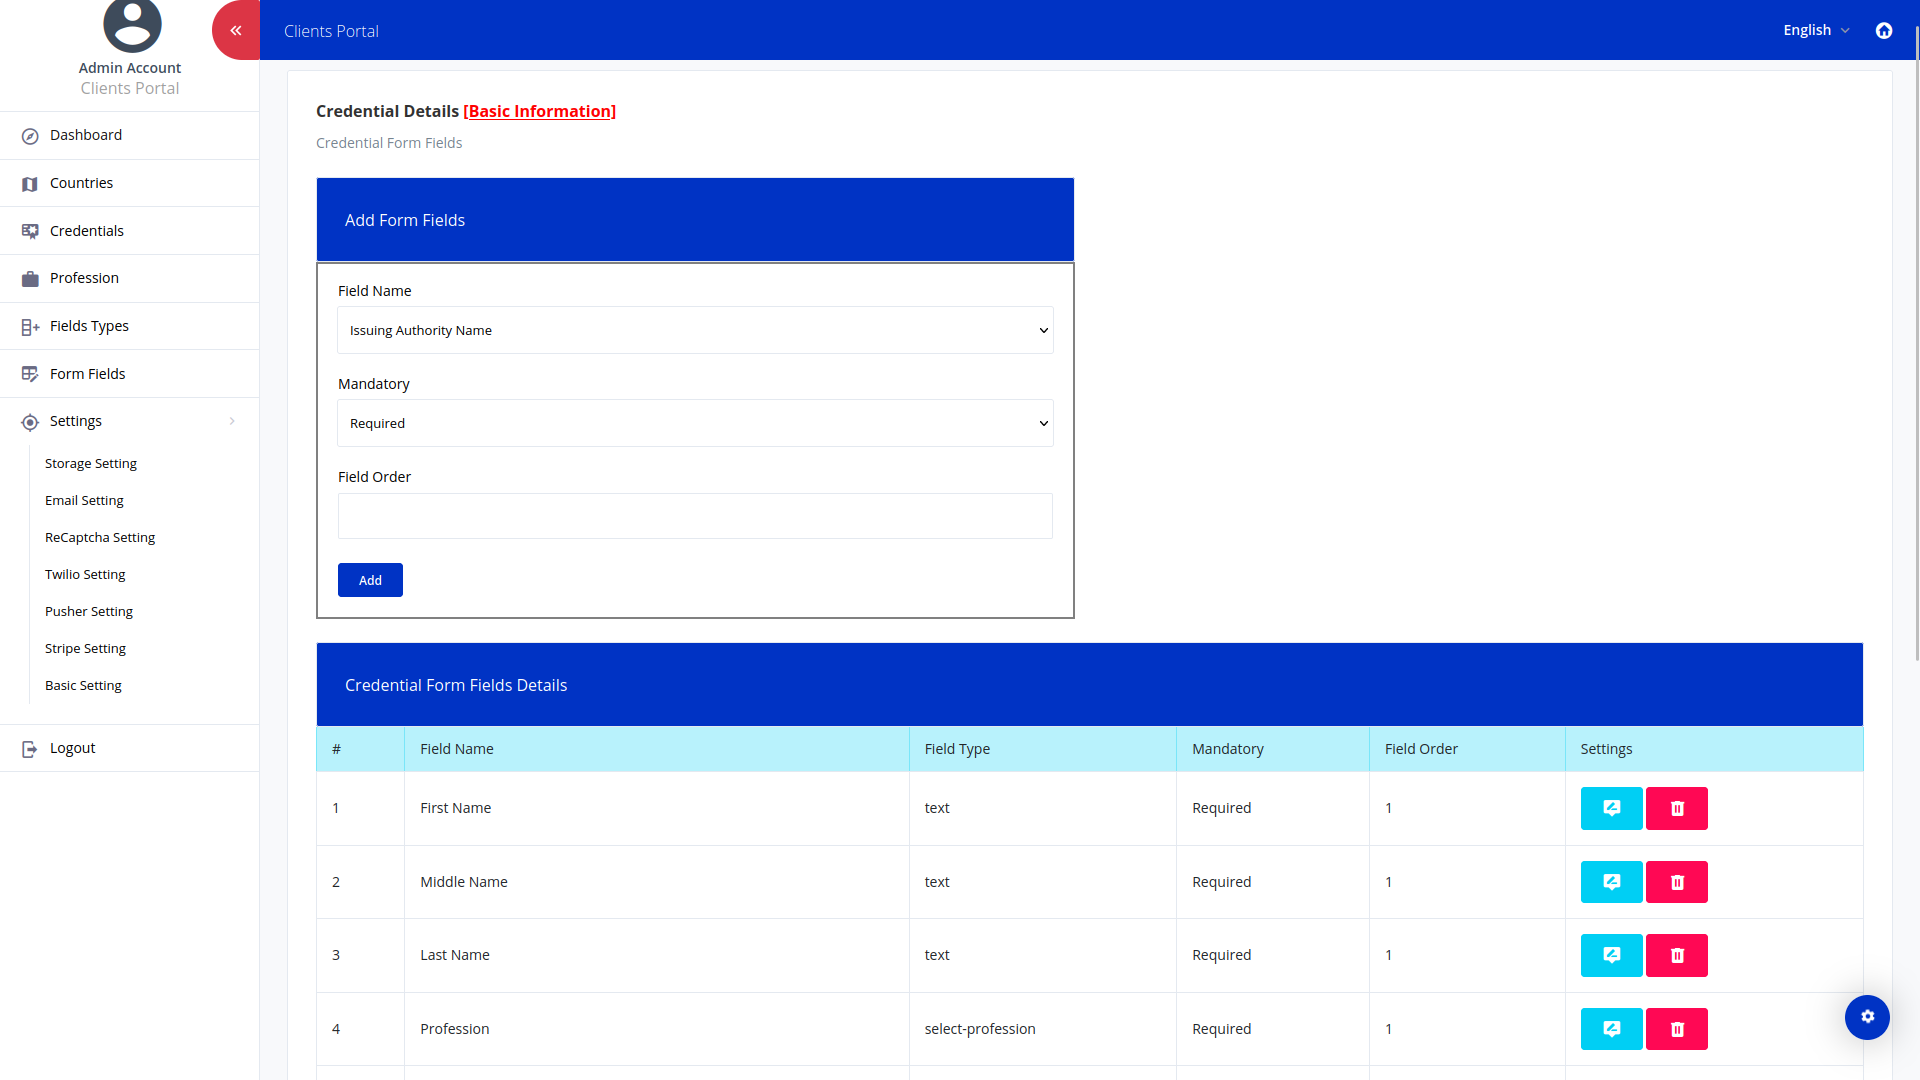 Clients Portal
English
Admin Account
Clients Portal
Dashboard
Countries
Credentials
Profession
Fields Types
Form Fields
Settings
Storage Setting
Email Setting
ReCaptcha Setting
Twilio Setting
Pusher Setting
Stripe Setting
Basic Setting
Logout
Credential Details [Basic Information]
Credential Form Fields
Add Form Fields
Field Name
Issuing Authority Name
Mandatory
Required
Field Order
Add
Credential Form Fields Details
# Field Name Field Type Mandatory Field Order Settings
1 First Name text Required 1
2 Middle Name text Required 1
3 Last Name text Required 1
4 Profession select-profession Required 1